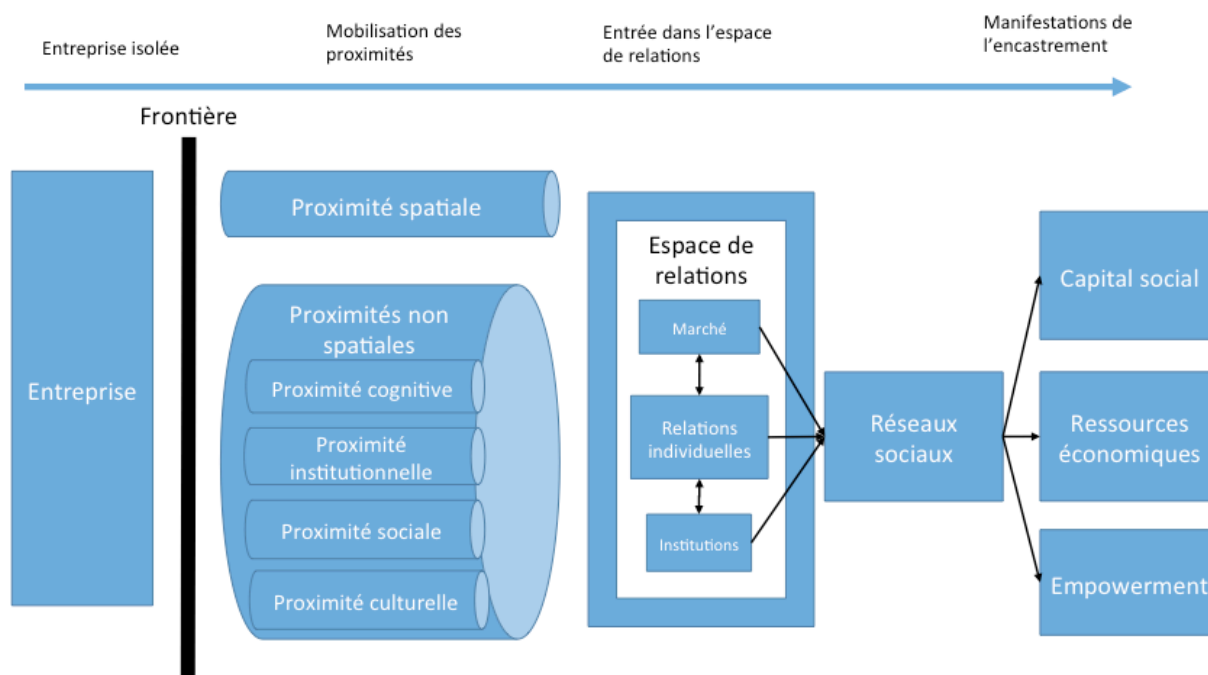 Entreprise isolée
Mobilisation des
proximités
Entrée dans l'espace
de relations
Manifestations de
l'encastrement
Frontière
Entreprise
Proximité spatiale
Proximités non
spatiales
Proximité cognitive
Proximité
institutionnelle
Proximité sociale
Proximité culturelle
Espace de
relations
Marché
Relations
individuelles
Institutions
Réseaux
sociaux
Capital social
Ressources
économiques
Empowerment